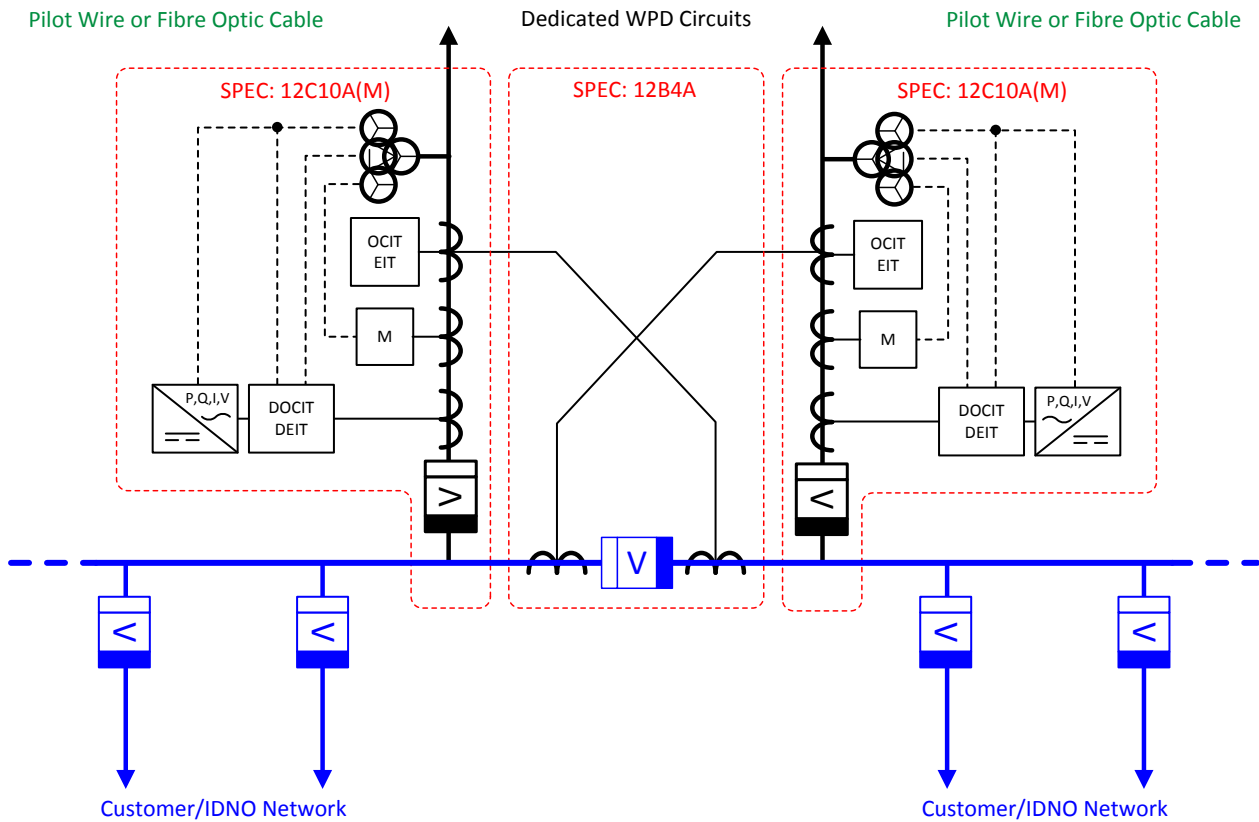 Pilot Wire or Fibre Optic Cable
Dedicated WPD Circuits
Pilot Wire or Fibre Optic Cable
SPEC: 12C10A(M)
SPEC: 12B4A
SPEC: 12C10A(M)
OCIT
EIT
OCIT
EIT
M
M
P,Q,I,V
DOCIT
DEIT
DOCIT
DEIT
P,Q,I,V
V
V
V
V
V
V
V
Customer/IDNO Network
Customer/IDNO Network